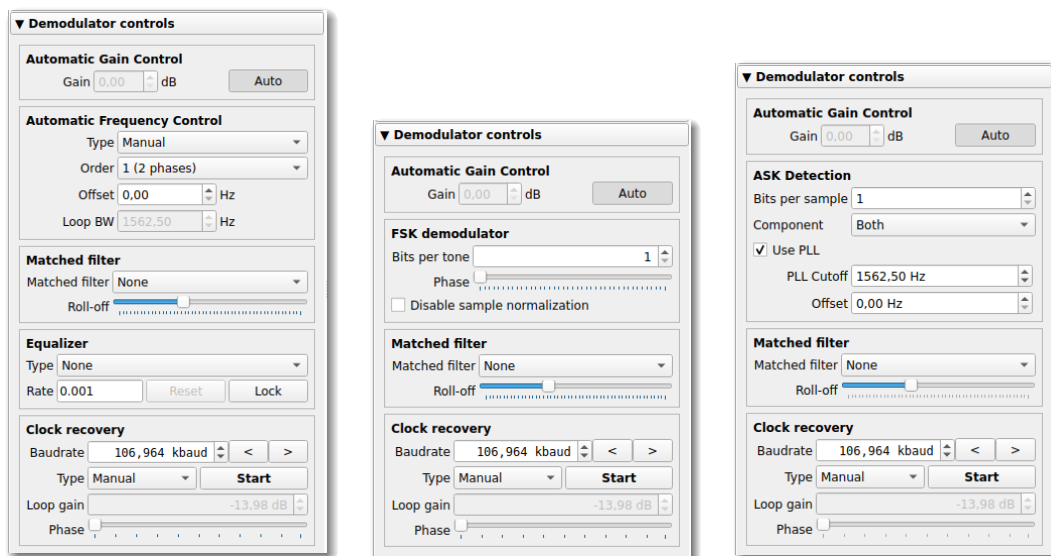 ▼ Demodulator controls
Automatic Gain Control
Gain 0,00 dB Auto
Automatic Frequency Control
Type Manual
Order 1 (2 phases)
Offset 0,00 Hz
Loop BW 1562,50 Hz
Matched filter
Matched filter None
Roll-off
Equalizer
Type None
Rate 0.001 Reset Lock
Clock recovery
Baudrate 106,964 kbaud < >
Type Manual Start
Loop gain -13,98 dB
Phase
▼ Demodulator controls
Automatic Gain Control
Gain 0,00 dB Auto
FSK demodulator
Bits per tone 1
Phase
Disable sample normalization
Matched filter
Matched filter None
Roll-off
Clock recovery
Baudrate 106,964 kbaud < >
Type Manual Start
Loop gain -13,98 dB
Phase
▼ Demodulator controls
Automatic Gain Control
Gain 0,00 dB Auto
ASK Detection
Bits per sample 1
Component Both
Use PLL
PLL Cutoff 1562,50 Hz
Offset 0,00 Hz
Matched filter
Matched filter None
Roll-off
Clock recovery
Baudrate 106,964 kbaud < >
Type Manual Start
Loop gain -13,98 dB
Phase